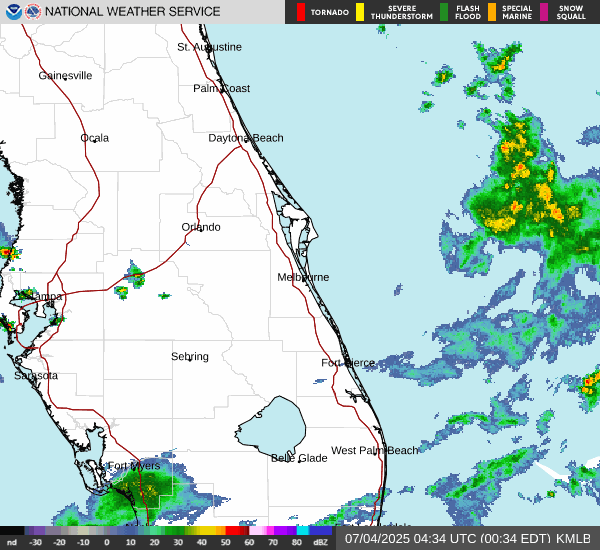 NATIONAL WEATHER SERVICE
TORNADO
SEVERE THUNDERSTORM
FLASH FLOOD
SPECIAL MARINE
SNOW SQUALL
St. Augustine
Gainesville
Palm Coast
Ocala
Daytona Beach
Orlando
Melbourne
Tampa
Sebring
Fort Pierce
Sarasota
West Palm Beach
Belle Glade
Fort Myers
nd -30 -20 -10 0 10 20 30 40 50 60 70 80 dBZ
07/04/2025 04:34 UTC (00:34 EDT) KMLB